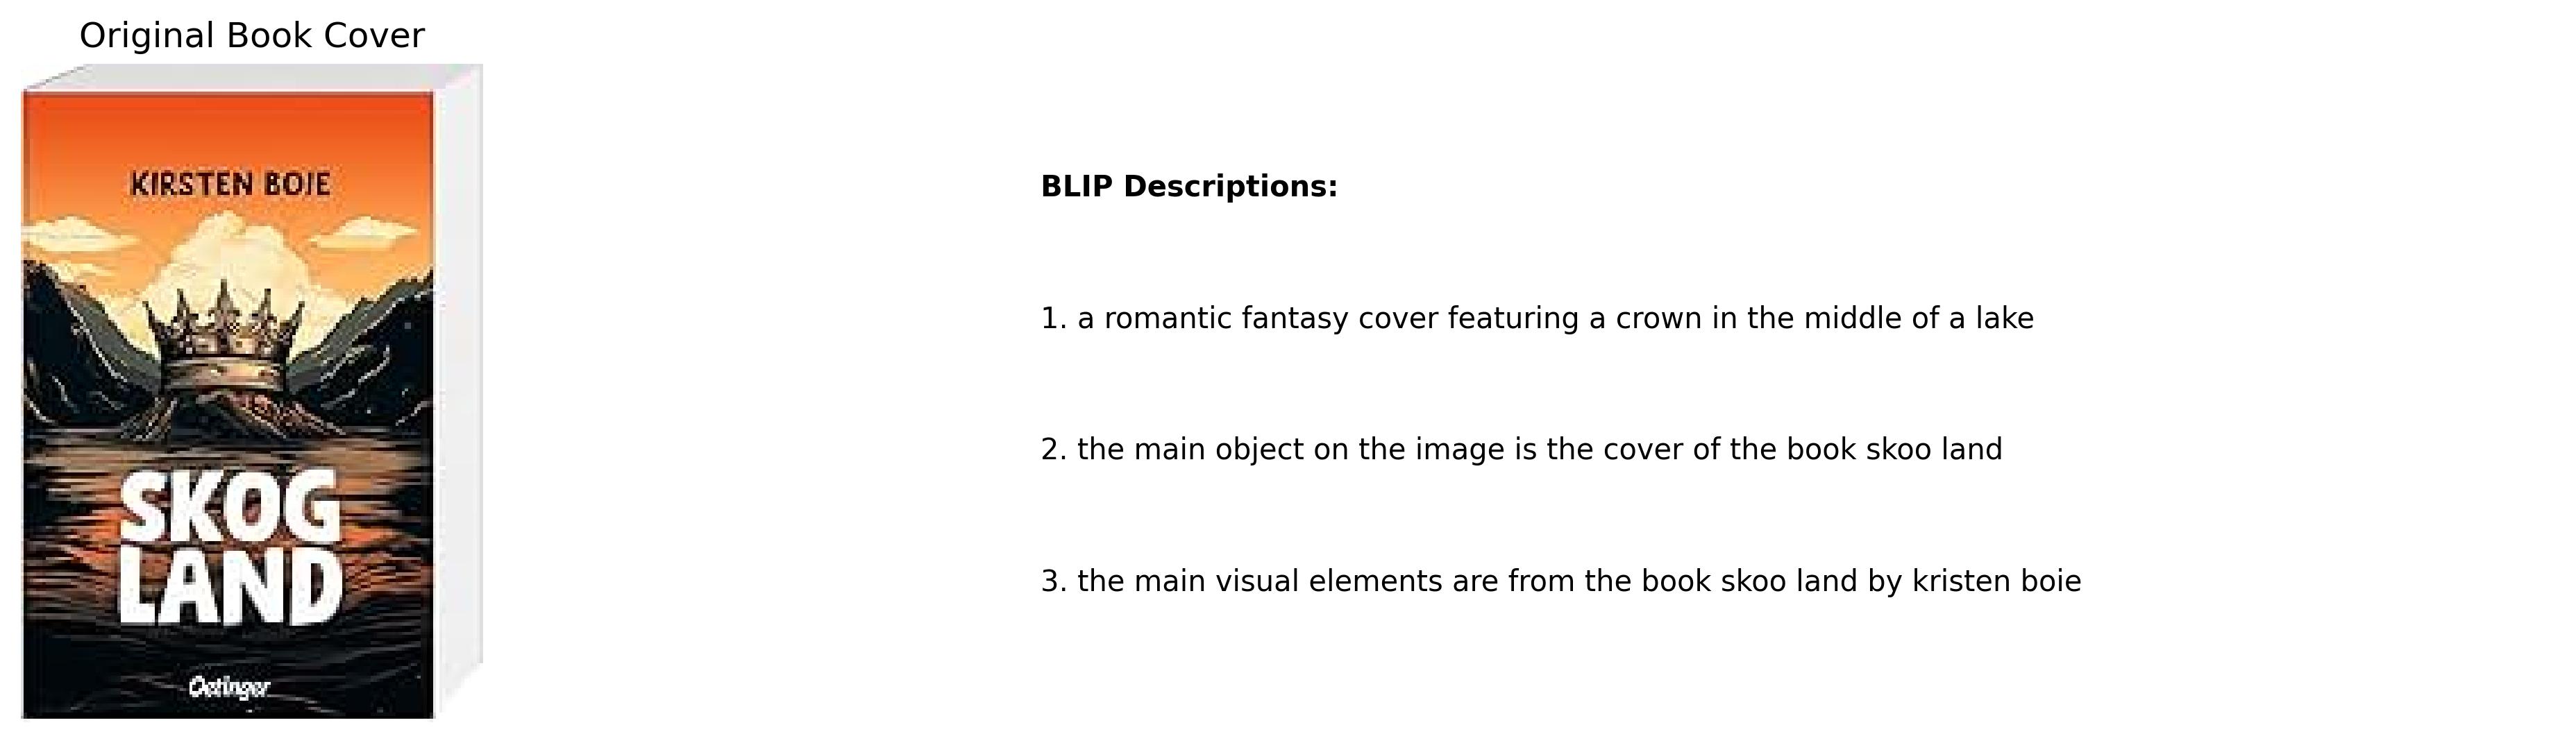 Original Book Cover
KIRSTEN BOIE
SKOG
LAND
Oetinger
BLIP Descriptions:
1. a romantic fantasy cover featuring a crown in the middle of a lake
2. the main object on the image is the cover of the book skoo land
3. the main visual elements are from the book skoo land by kristen boie